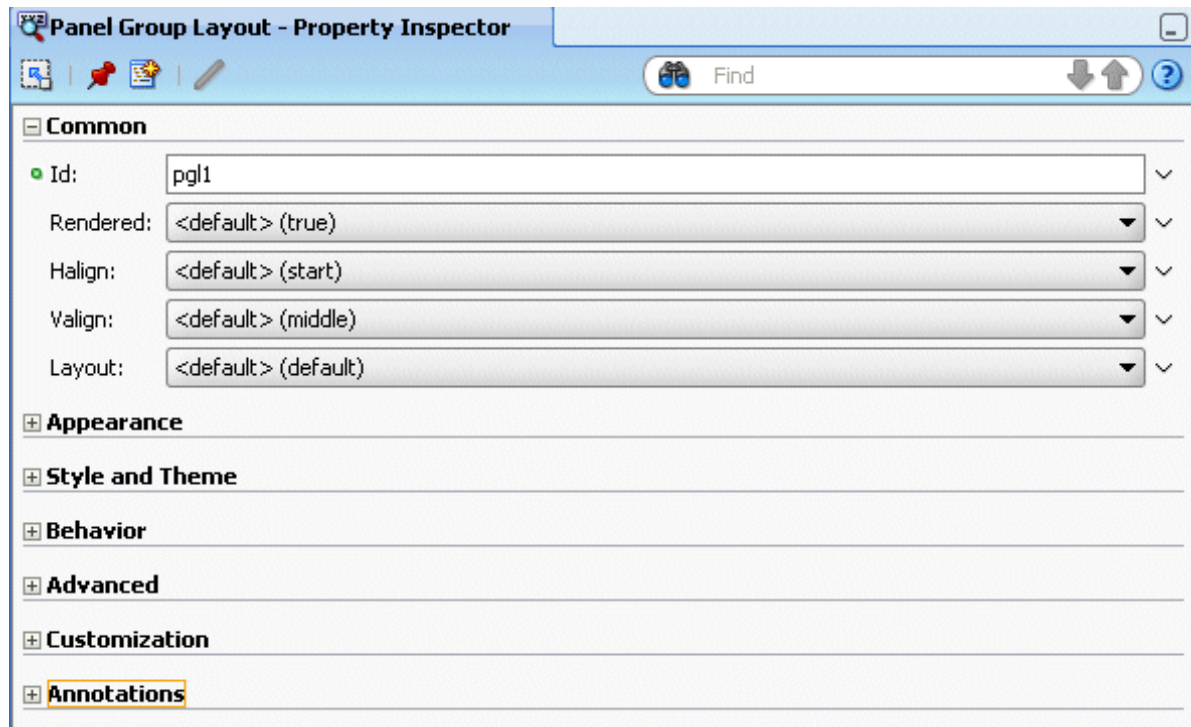 Panel Group Layout - Property Inspector
Find
Common
Id: pgl1
Rendered: <default> (true)
Halign: <default> (start)
Valign: <default> (middle)
Layout: <default> (default)
Appearance
Style and Theme
Behavior
Advanced
Customization
Annotations